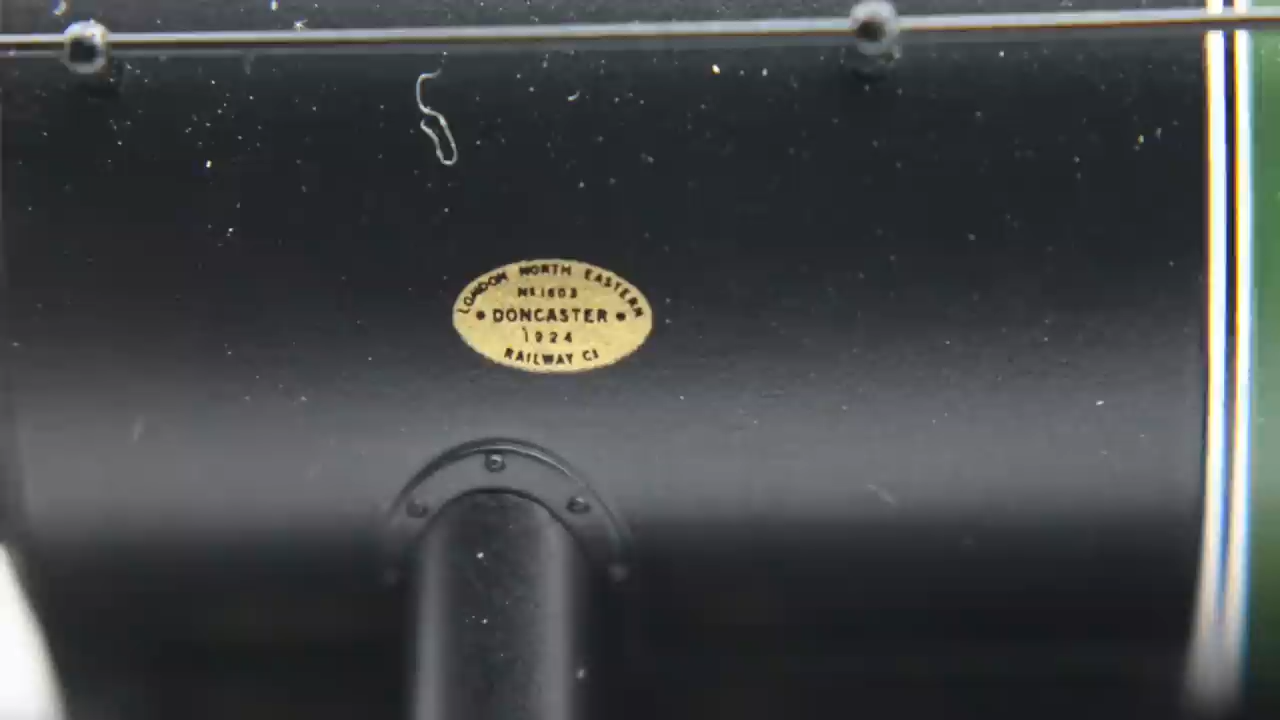 LONDON NORTH EASTERN
No 1603
• DONCASTER •
1924
RAILWAY Co